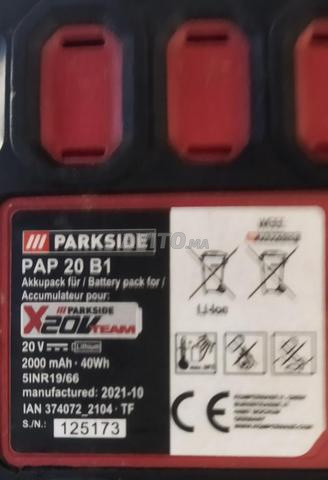 /// PARKSIDE
PAP 20 B1
Akkupack für / Battery pack for /
Accumulateur pour:
/// PARKSIDE
X20V TEAM
20 V Lithium
2000 mAh · 40Wh
5INR19/66
manufactured: 2021-10
IAN 374072_2104 · TF
S./N.: 125173
Li-Ion